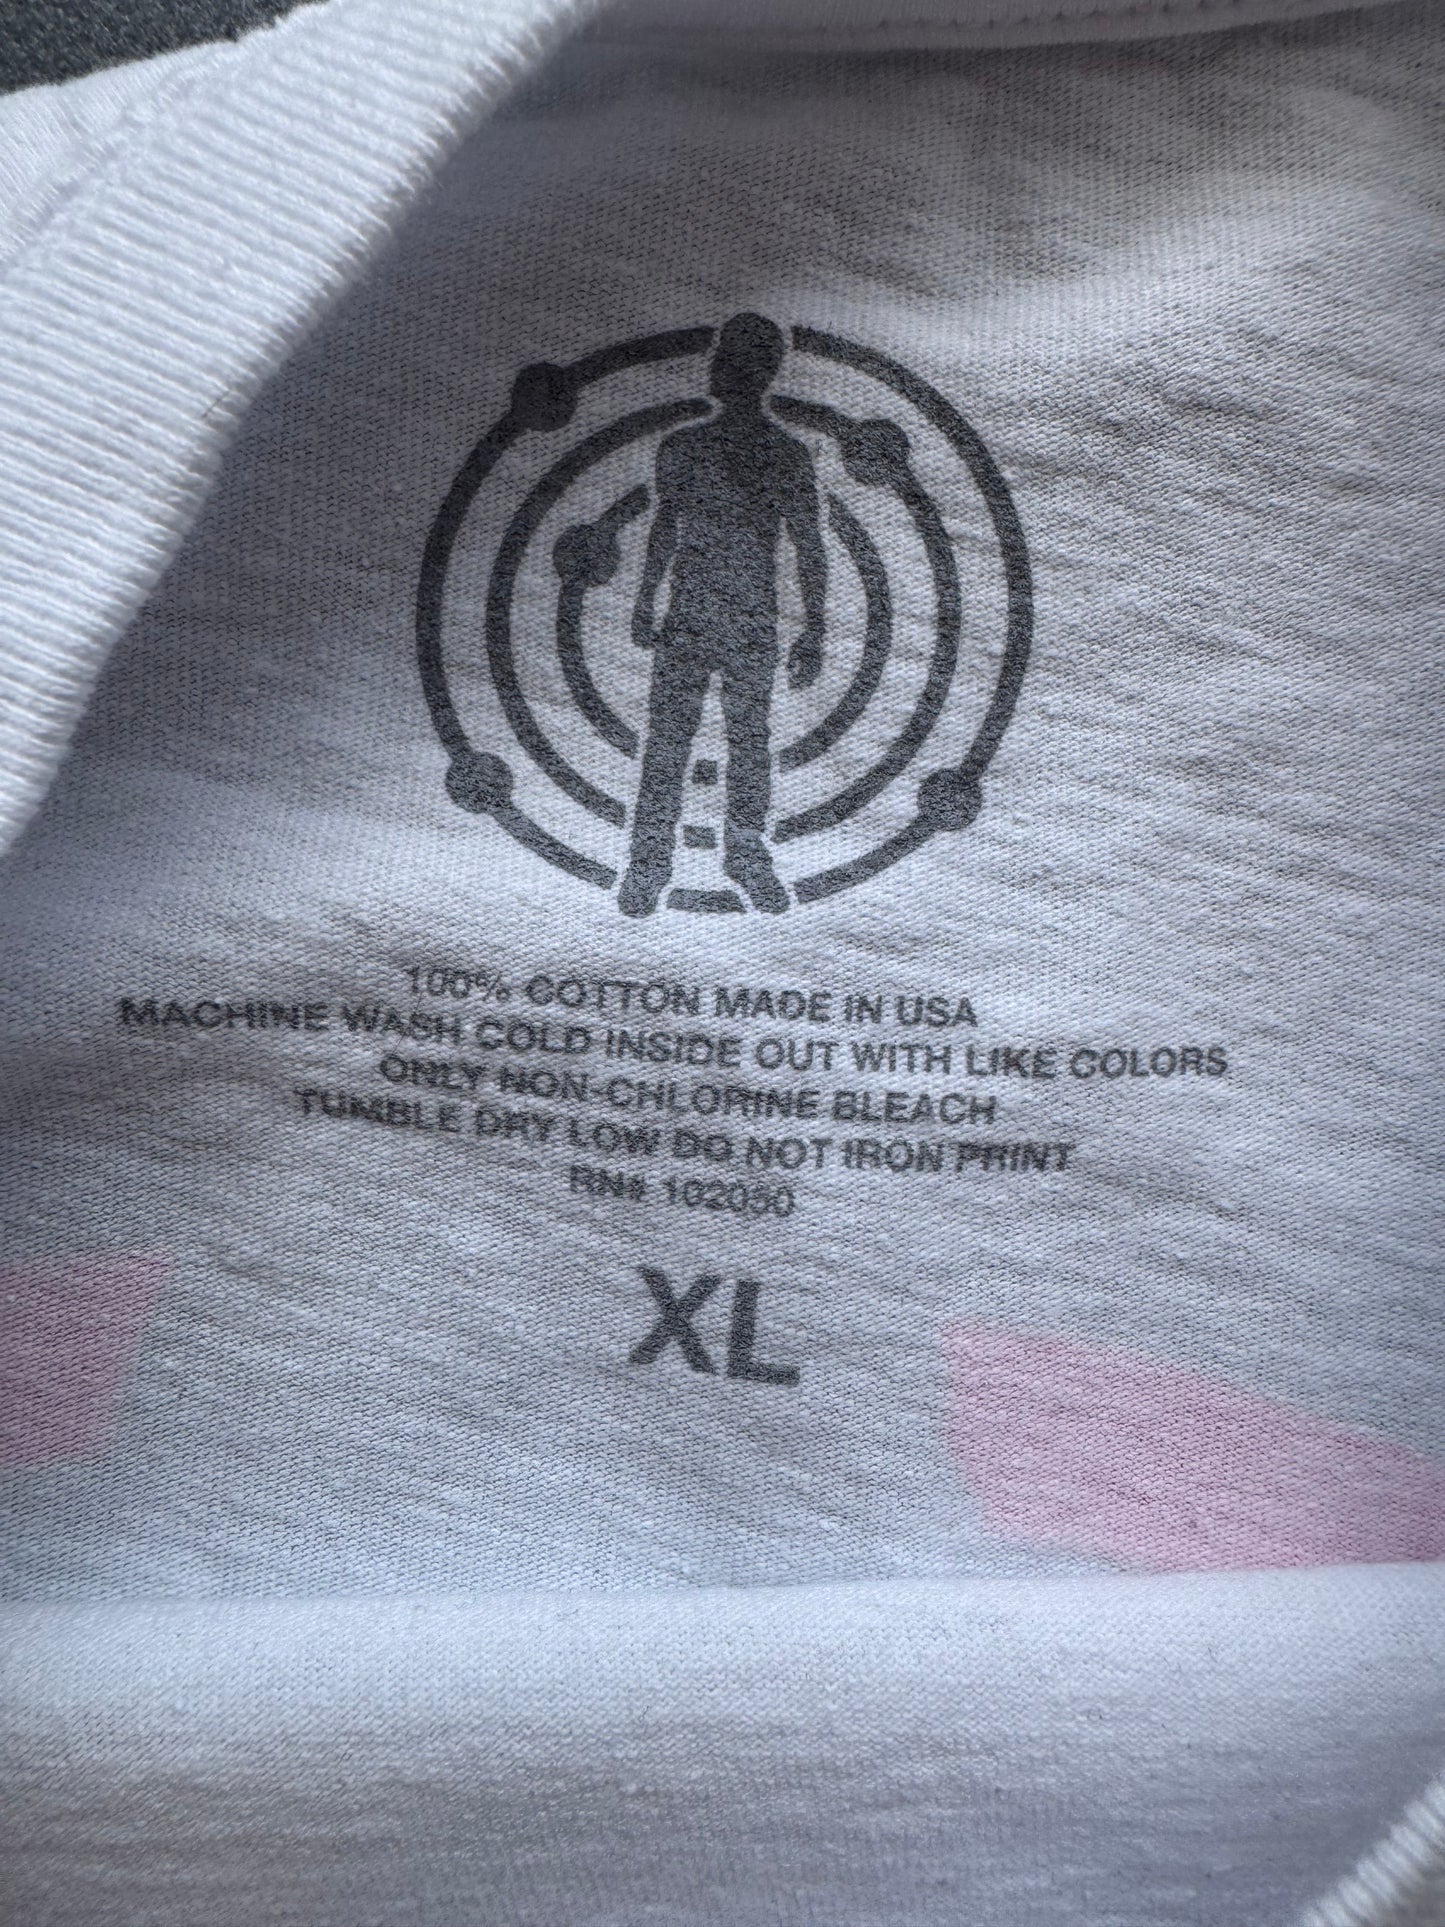 100% COTTON MADE IN USA
MACHINE WASH COLD INSIDE OUT WITH LIKE COLORS
ONLY NON-CHLORINE BLEACH
TUMBLE DRY LOW DO NOT IRON PRINT
RN# 102050
XL